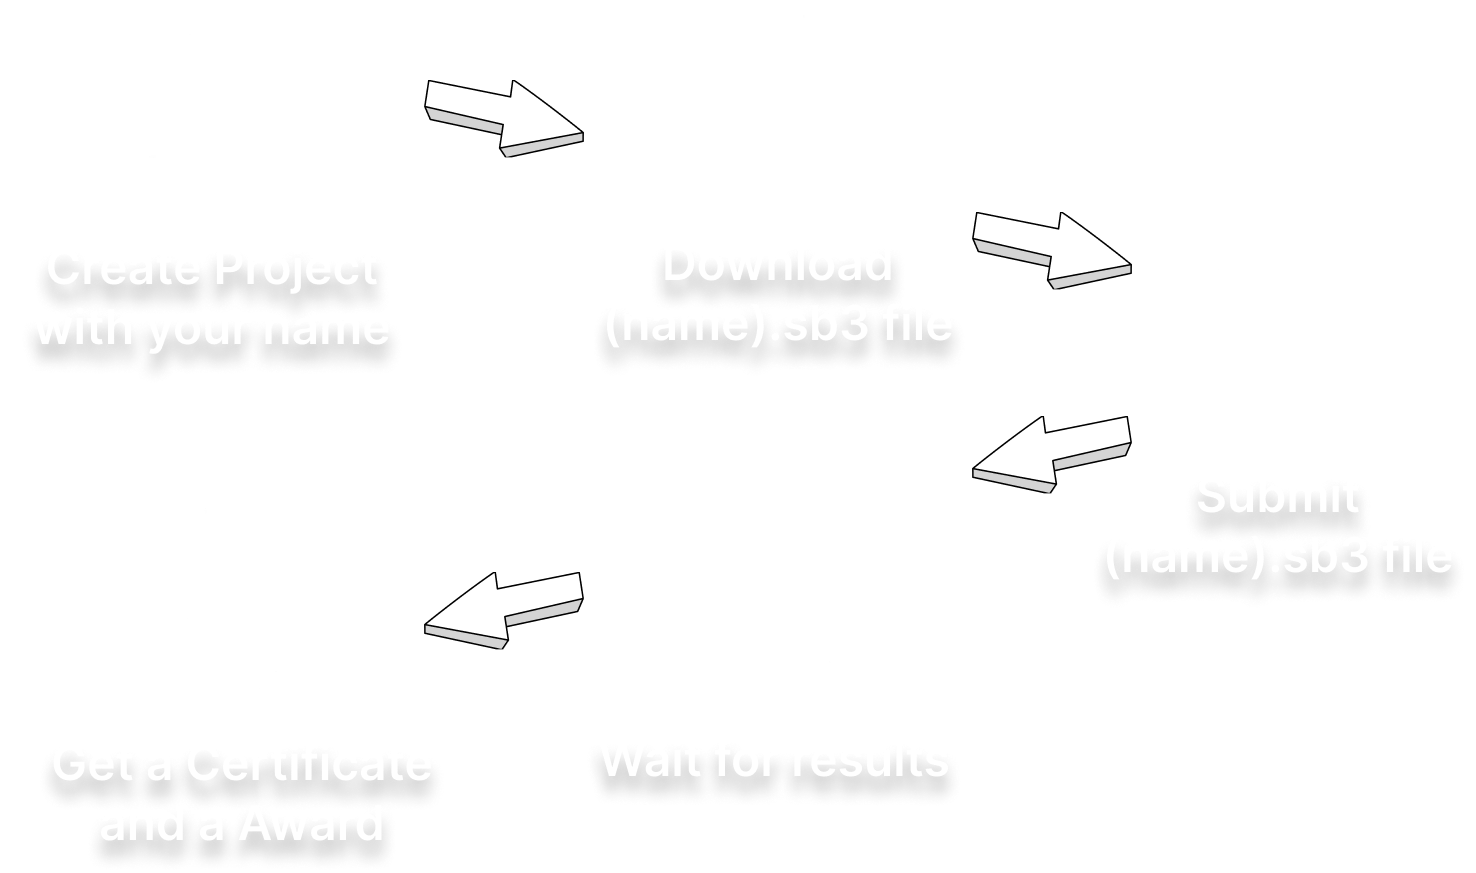 Create Project
with your name
Download
(name).sb3 file
Submit
(name).sb3 file
Wait for results
Get a Certificate
and a Award